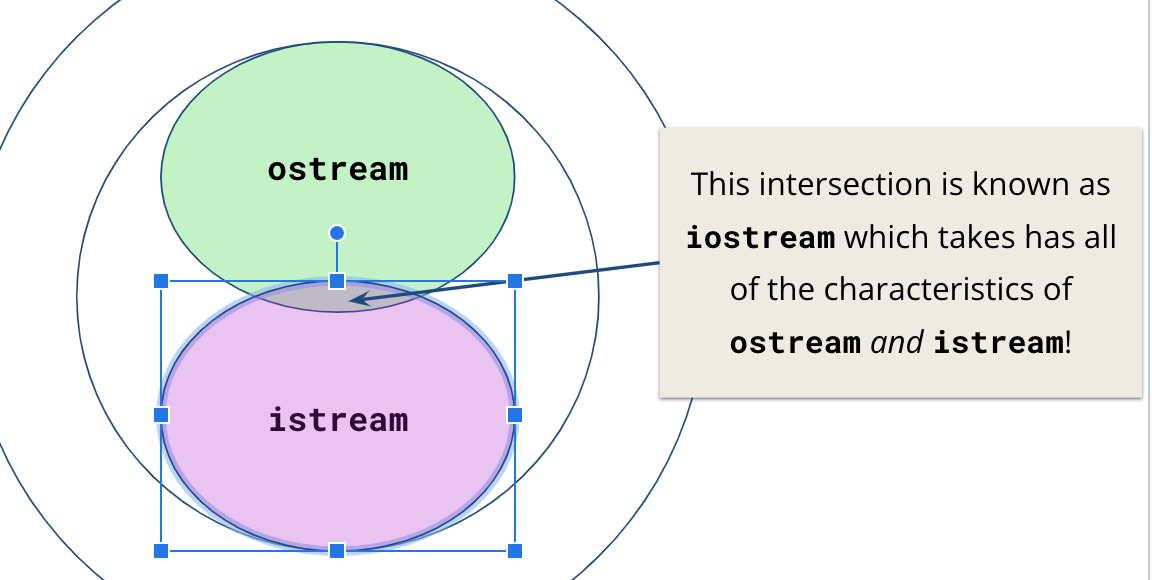 ostream
istream
This intersection is known as
iostream which takes has all
of the characteristics of
ostream and istream!